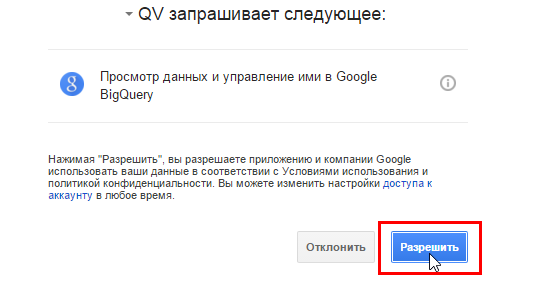 QV запрашивает следующее:
Просмотр данных и управление ими в Google
BigQuery
Нажимая "Разрешить", вы разрешаете приложению и компании Google
использовать ваши данные в соответствии с Условиями использования и
политикой конфиденциальности. Вы можете изменить настройки доступа к
аккаунту в любое время.
Отклонить
Разрешить